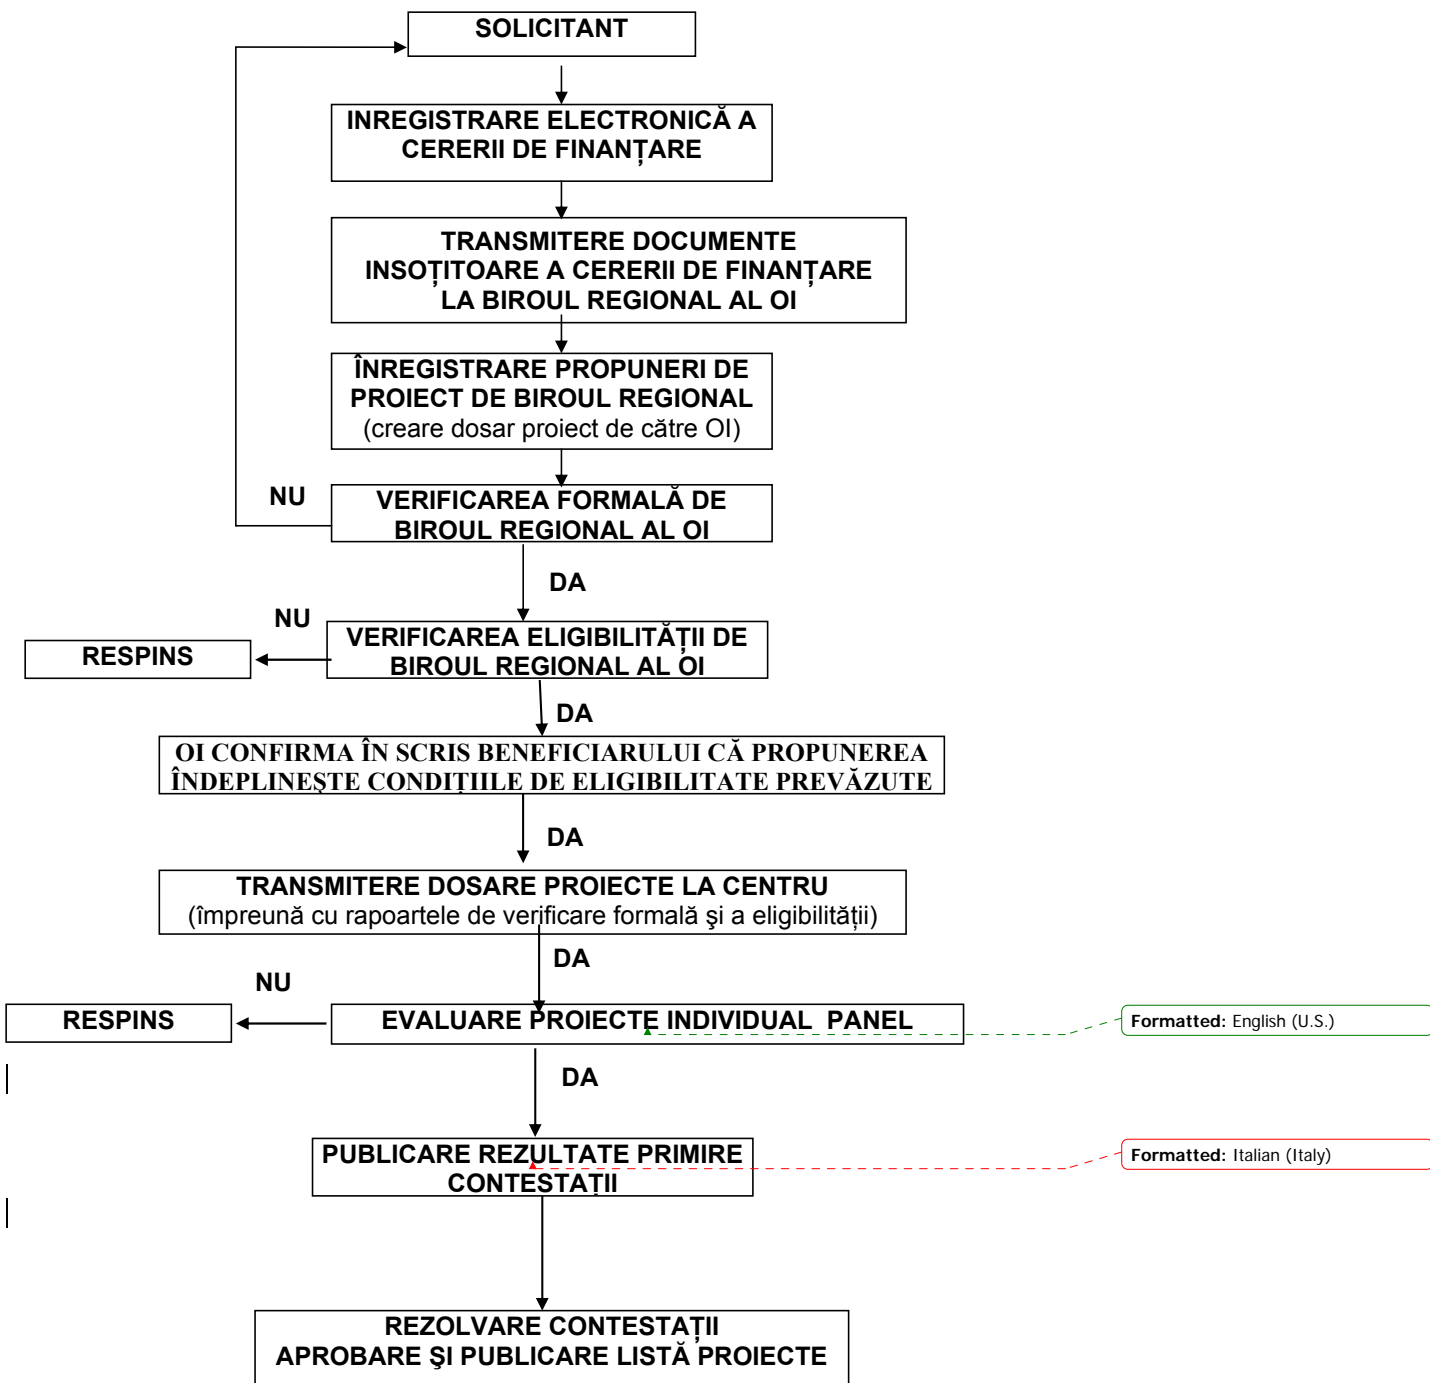 SOLICITANT
INREGISTRARE ELECTRONICĂ A
CERERII DE FINANȚARE
TRANSMITERE DOCUMENTE
INSOȚITOARE A CERERII DE FINANȚARE
LA BIROUL REGIONAL AL OI
ÎNREGISTRARE PROPUNERI DE
PROIECT DE BIROUL REGIONAL
(creare dosar proiect de către OI)
NU
VERIFICAREA FORMALĂ DE
BIROUL REGIONAL AL OI
DA
NU
RESPINS
VERIFICAREA ELIGIBILITĂȚII DE
BIROUL REGIONAL AL OI
DA
OI CONFIRMA ÎN SCRIS BENEFICIARULUI CĂ PROPUNEREA
ÎNDEPLINEȘTE CONDIȚIILE DE ELIGIBILITATE PREVĂZUTE
DA
TRANSMITERE DOSARE PROIECTE LA CENTRU
(împreună cu rapoartele de verificare formală şi a eligibilității)
DA
NU
RESPINS
EVALUARE PROIECTE INDIVIDUAL PANEL
Formatted: English (U.S.)
DA
PUBLICARE REZULTATE PRIMIRE
CONTESTAȚII
Formatted: Italian (Italy)
REZOLVARE CONTESTAȚII
APROBARE ŞI PUBLICARE LISTĂ PROIECTE